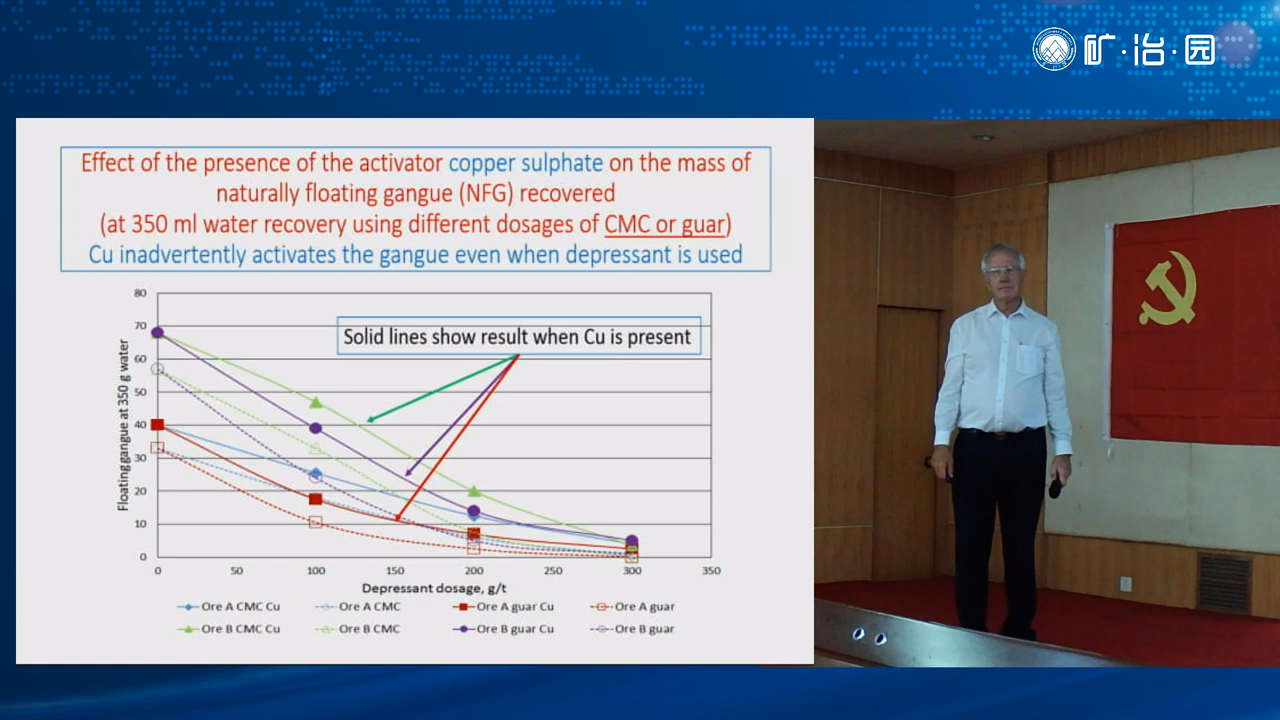 矿·冶·园
Effect of the presence of the activator copper sulphate on the mass of
naturally floating gangue (NFG) recovered
(at 350 ml water recovery using different dosages of CMC or guar)
Cu inadvertently activates the gangue even when depressant is used
Solid lines show result when Cu is present
Floating gangue at 350 g water
80
70
60
50
40
30
20
10
0
0 50 100 150 200 250 300 350
Depressant dosage, g/t
Ore A CMC Cu Ore A CMC Ore A guar Cu Ore A guar
Ore B CMC Cu Ore B CMC Ore B guar Cu Ore B guar